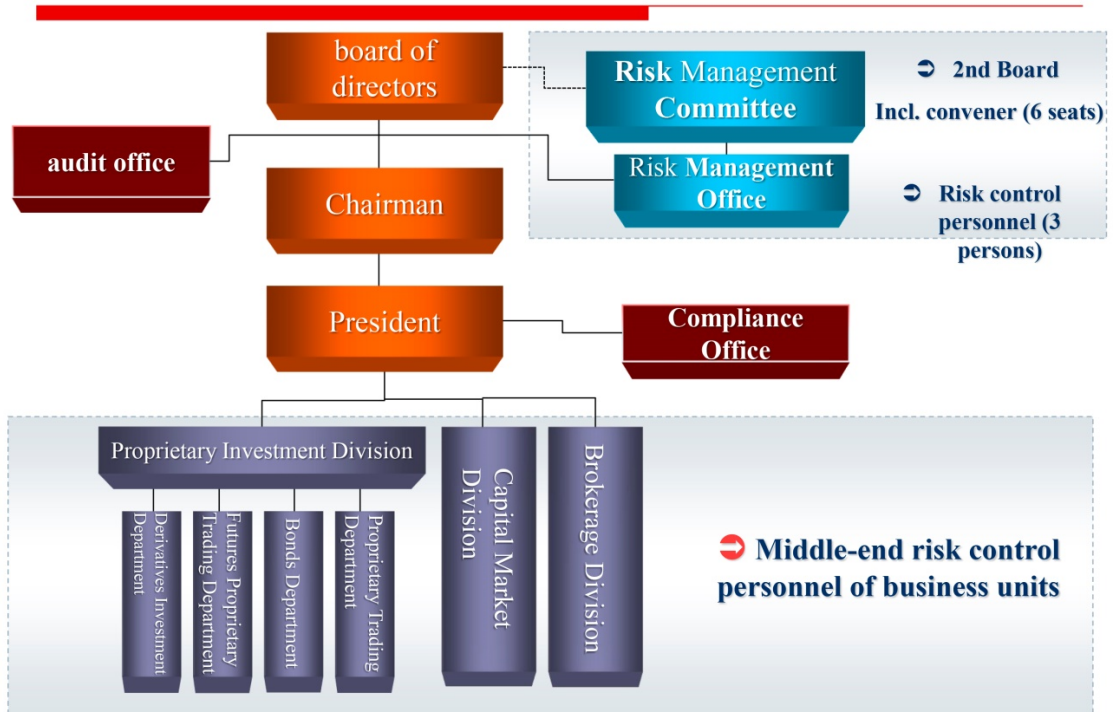 board of
directors
Risk Management
Committee
➲ 2nd Board
Incl. convener (6 seats)
audit office
Risk Management
Office
➲ Risk control
personnel (3
persons)
Chairman
President
Compliance
Office
Proprietary Investment Division
Derivatives Investment
Department
Futures Proprietary
Trading Department
Bonds Department
Proprietary Trading
Department
Capital Market
Division
Brokerage Division
➲ Middle-end risk control
personnel of business units